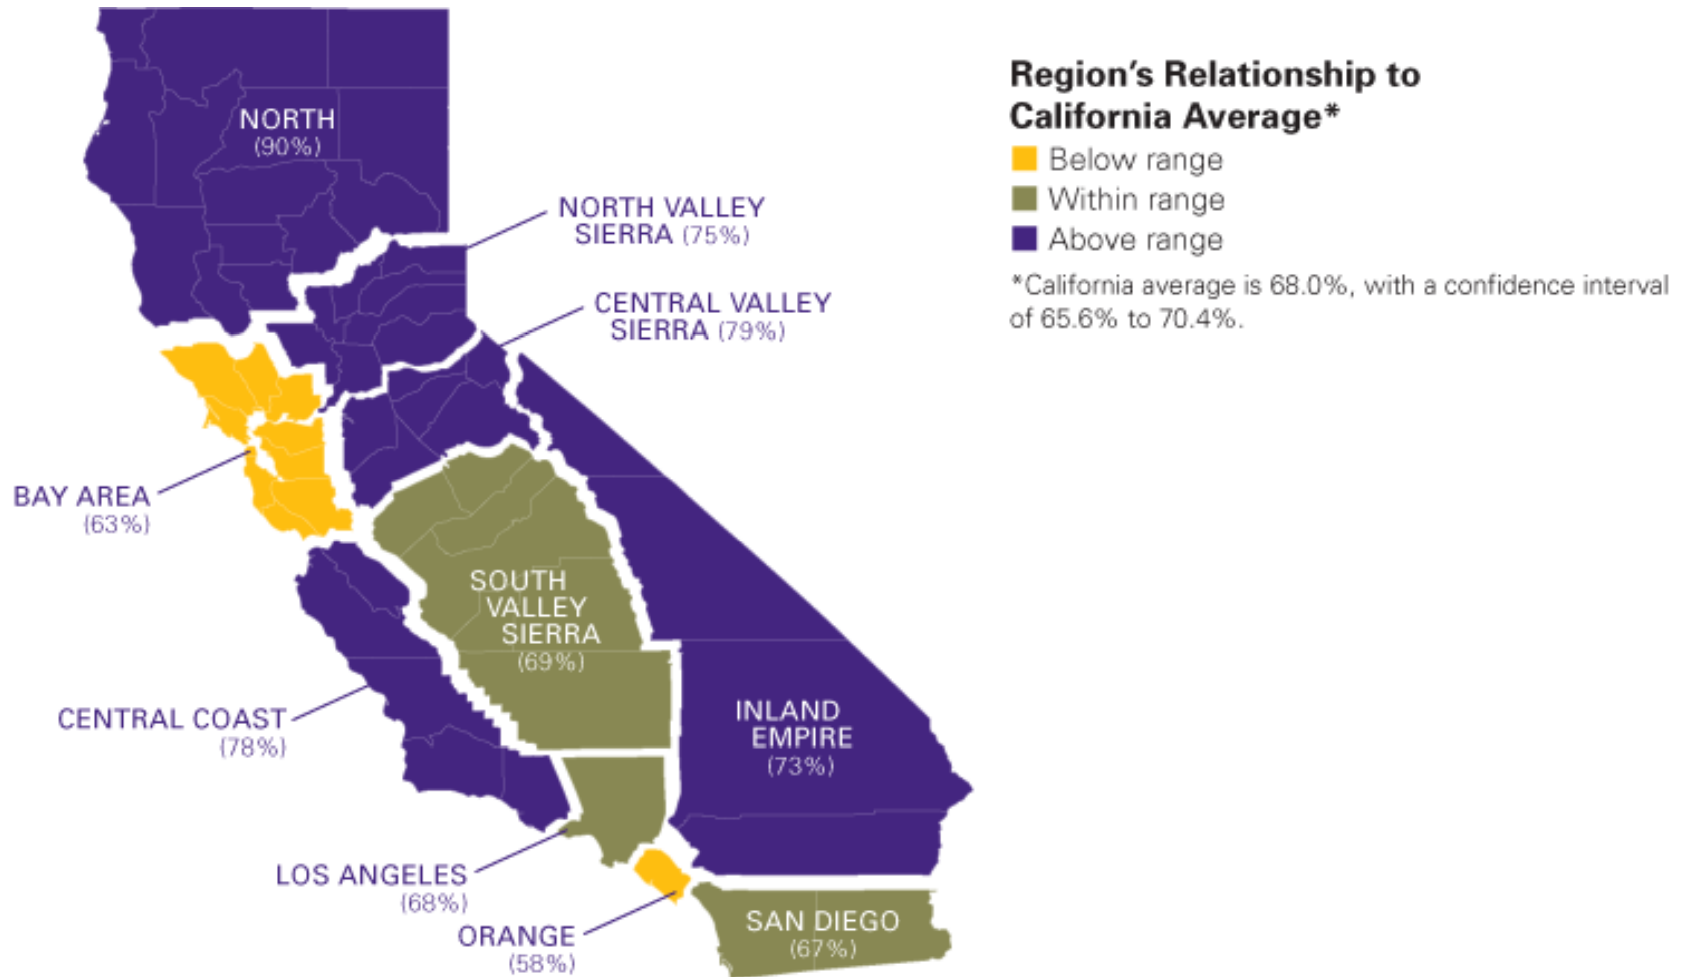 NORTH
(90%)
NORTH VALLEY
SIERRA (75%)
CENTRAL VALLEY
SIERRA (79%)
BAY AREA
(63%)
SOUTH
VALLEY
SIERRA
(69%)
CENTRAL COAST
(78%)
INLAND
EMPIRE
(73%)
LOS ANGELES
(68%)
ORANGE
(58%)
SAN DIEGO
(67%)
Region's Relationship to
California Average*
Below range
Within range
Above range
*California average is 68.0%, with a confidence interval
of 65.6% to 70.4%.